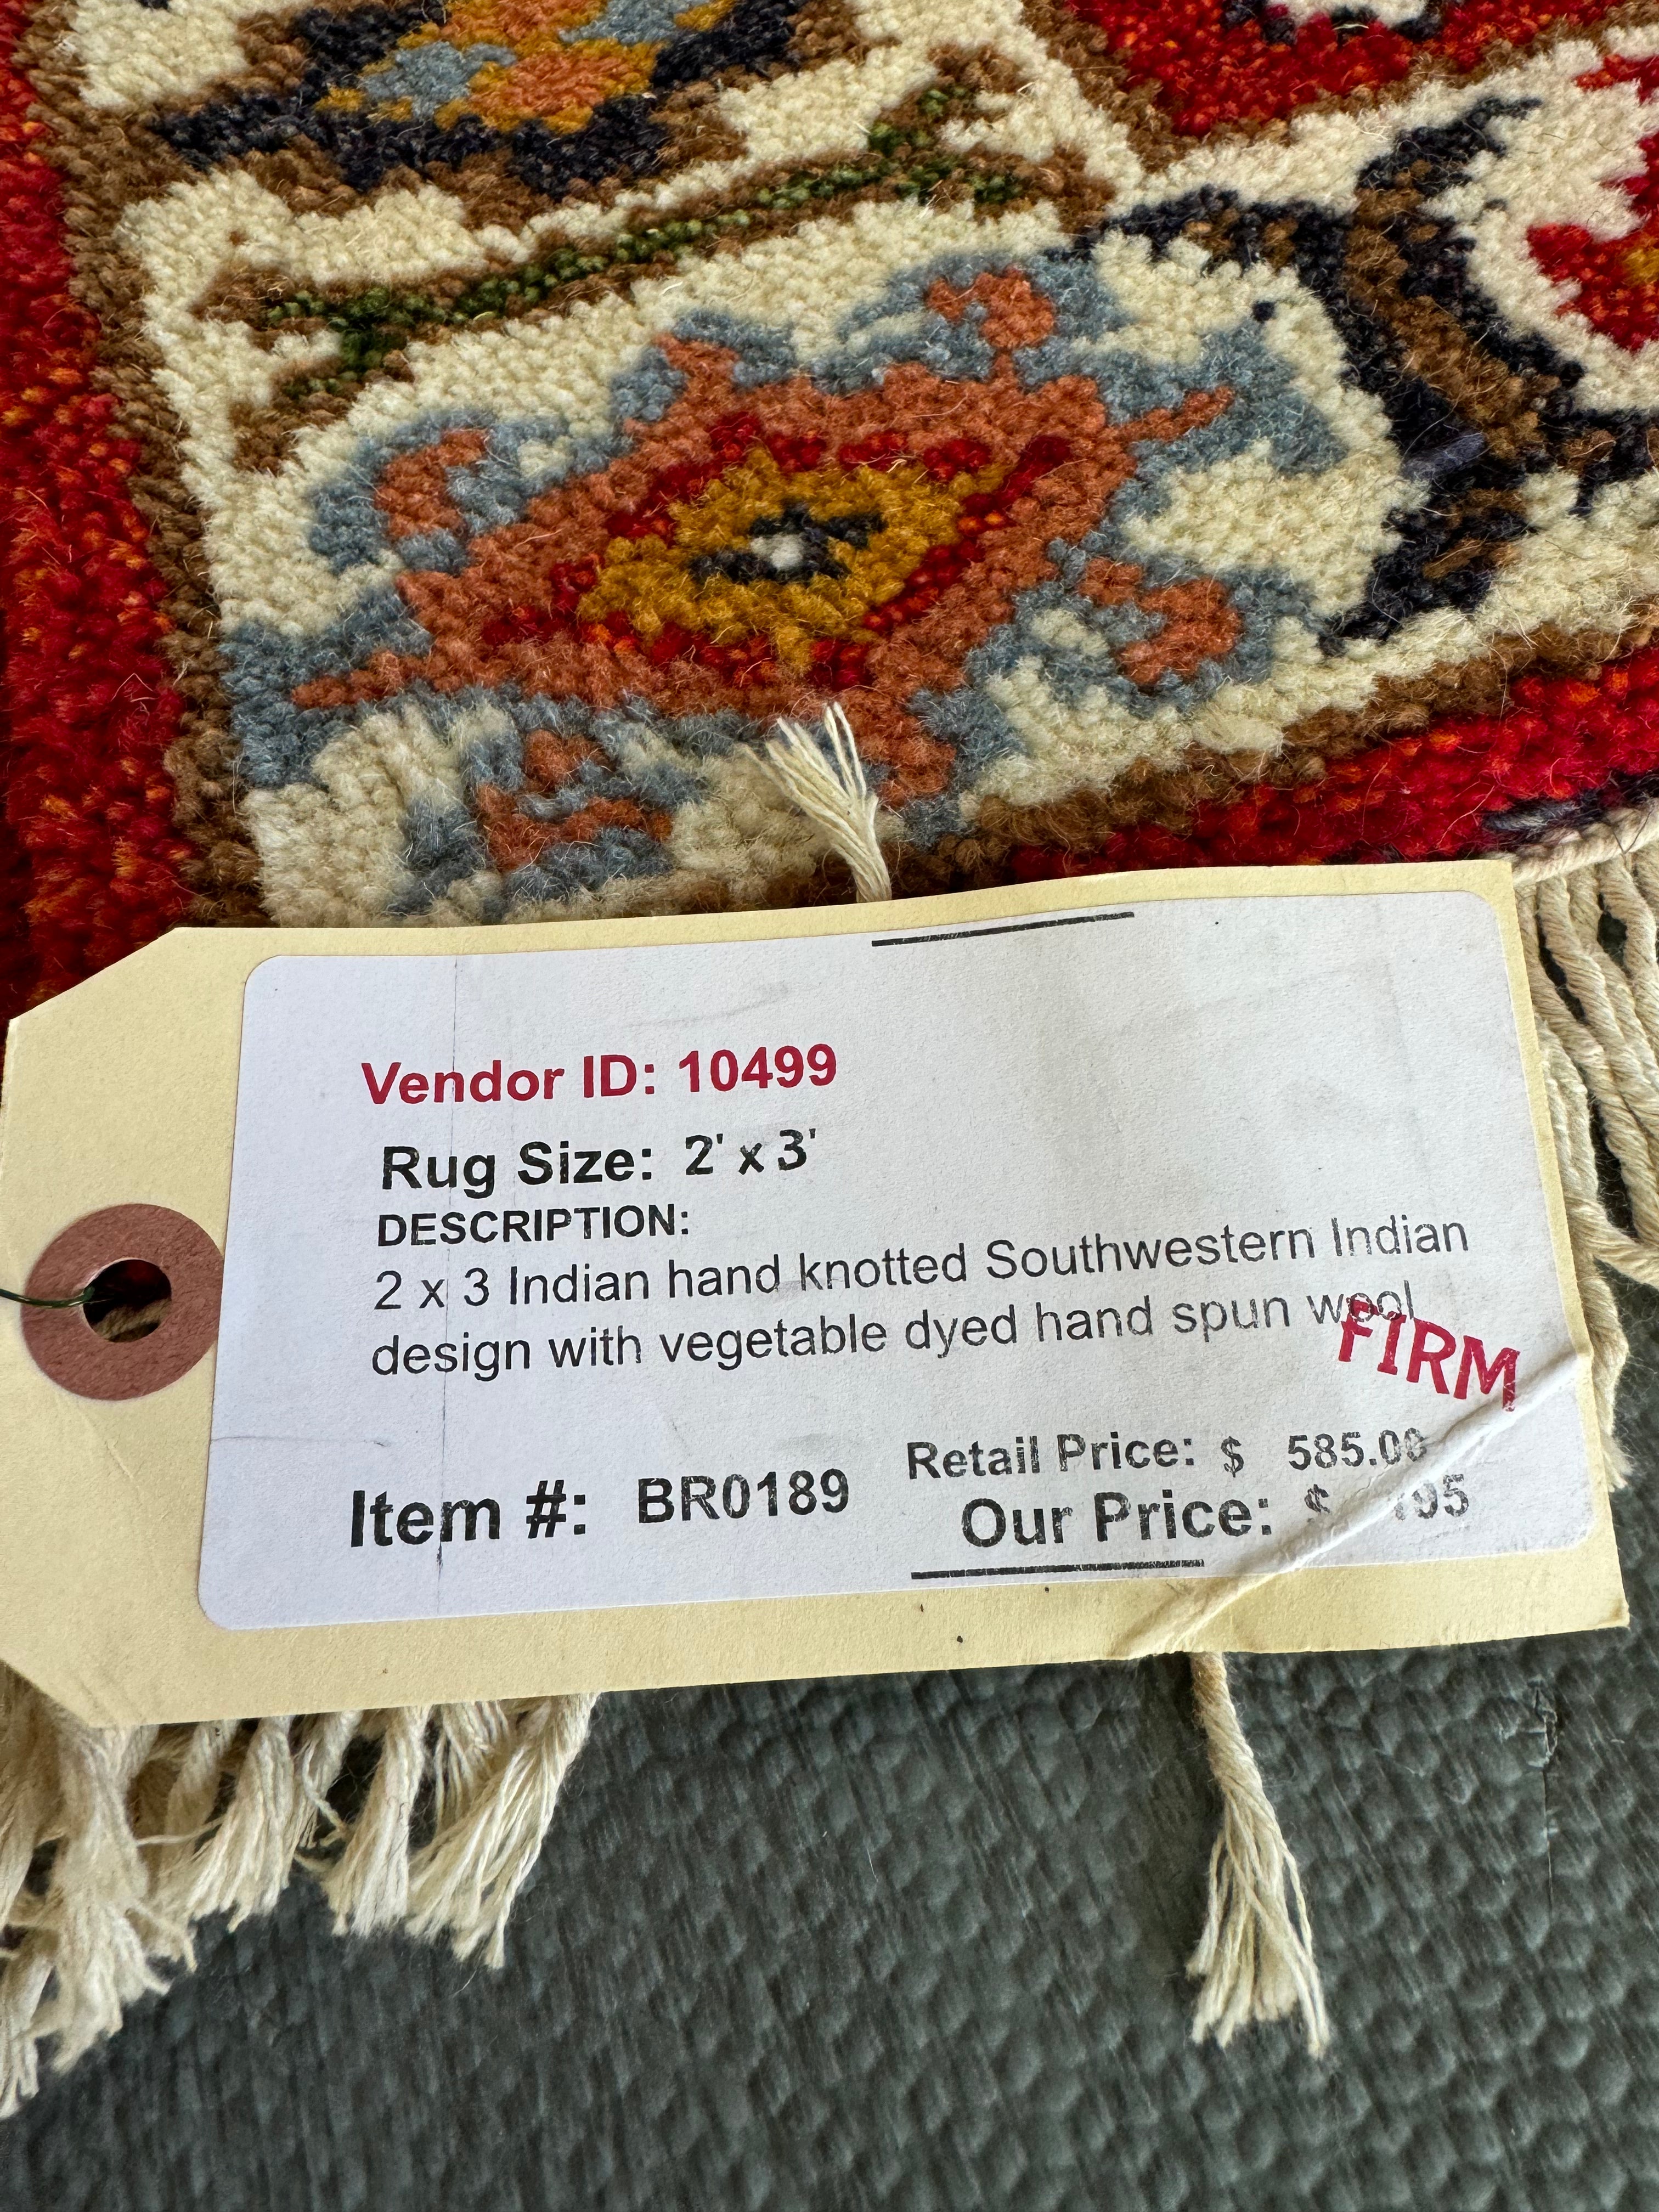 Vendor ID: 10499
Rug Size: 2' x 3'
DESCRIPTION:
2 x 3 Indian hand knotted Southwestern Indian
design with vegetable dyed hand spun wool
FIRM
Retail Price: $ 585.00
Item #: BR0189
Our Price: $